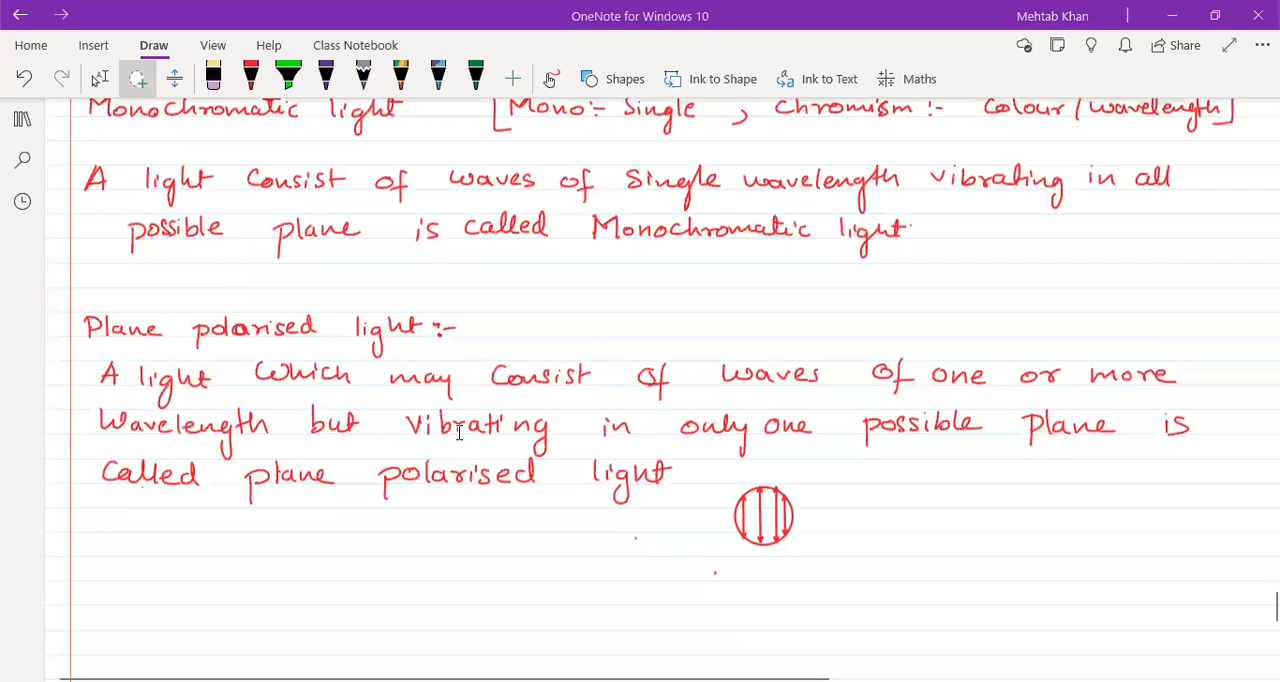 OneNote for Windows 10
Mehtab Khan
Home Insert Draw View Help Class Notebook
Share
Shapes Ink to Shape Ink to Text Maths
Monochromatic light [Mono:- Single , Chromism :- Colour/wavelength]
A light Consist of waves of Single wavelength vibrating in all
possible plane is called Monochromatic light.
Plane polarised light :-
A light which may Consist of waves of one or more
wavelength but vibrating in only one possible plane is
Called plane polarised light